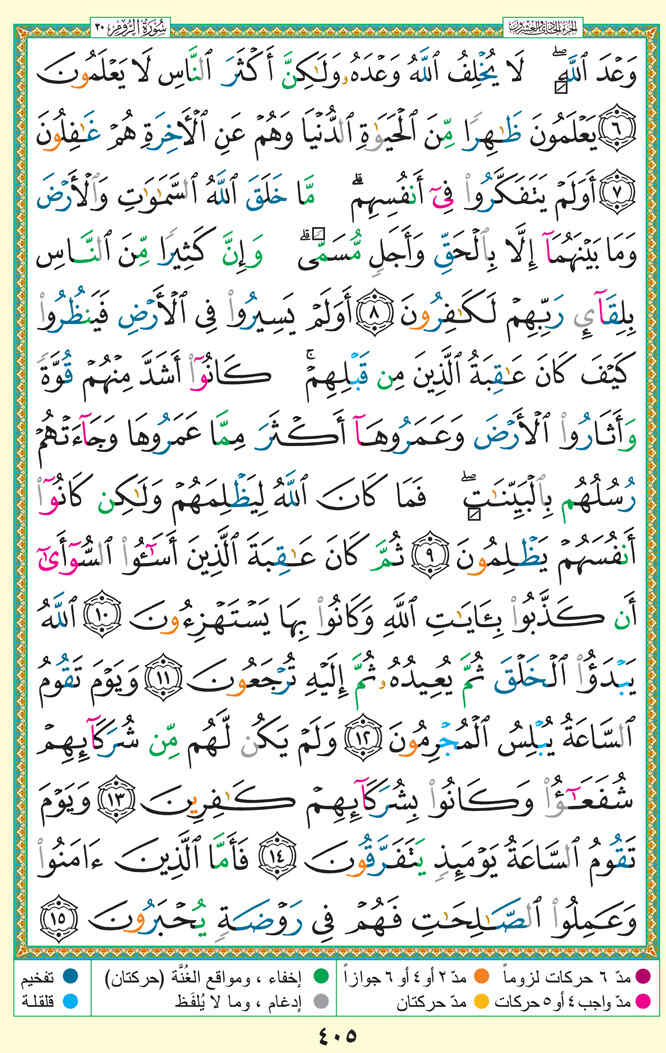 الجزء الحادي والعشرون سُورَةُ الرُّومِ ٣٠
وَعْدَ ٱللَّهِۖ لَا يُخْلِفُ ٱللَّهُ وَعْدَهُۥ وَلَٰكِنَّ أَكْثَرَ ٱلنَّاسِ لَا يَعْلَمُونَ
٦ يَعْلَمُونَ ظَٰهِرًا مِّنَ ٱلْحَيَوٰةِ ٱلدُّنْيَا وَهُمْ عَنِ ٱلْأَخِرَةِ هُمْ غَٰفِلُونَ
٧ أَوَلَمْ يَتَفَكَّرُوا۟ فِىٓ أَنفُسِهِمۗ مَّا خَلَقَ ٱللَّهُ ٱلسَّمَٰوَٰتِ وَٱلْأَرْضَ
وَمَا بَيْنَهُمَآ إِلَّا بِٱلْحَقِّ وَأَجَلٍ مُّسَمًّىۗ وَإِنَّ كَثِيرًا مِّنَ ٱلنَّاسِ
بِلِقَآئِ رَبِّهِمْ لَكَٰفِرُونَ ٨ أَوَلَمْ يَسِيرُوا۟ فِى ٱلْأَرْضِ فَيَنظُرُوا۟
كَيْفَ كَانَ عَٰقِبَةُ ٱلَّذِينَ مِن قَبْلِهِمْۚ كَانُوٓا۟ أَشَدَّ مِنْهُمْ قُوَّةً
وَأَثَارُوا۟ ٱلْأَرْضَ وَعَمَرُوهَآ أَكْثَرَ مِمَّا عَمَرُوهَا وَجَآءَتْهُمْ
رُسُلُهُم بِٱلْبَيِّنَٰتِۖ فَمَا كَانَ ٱللَّهُ لِيَظْلِمَهُمْ وَلَٰكِن كَانُوٓا۟
أَنفُسَهُمْ يَظْلِمُونَ ٩ ثُمَّ كَانَ عَٰقِبَةَ ٱلَّذِينَ أَسَٰٓـُٔوا۟ ٱلسُّوٓأَىٰٓ
أَن كَذَّبُوا۟ بِـَٔايَٰتِ ٱللَّهِ وَكَانُوا۟ بِهَا يَسْتَهْزِءُونَ ١٠ ٱللَّهُ
يَبْدَؤُا۟ ٱلْخَلْقَ ثُمَّ يُعِيدُهُۥ ثُمَّ إِلَيْهِ تُرْجَعُونَ ١١ وَيَوْمَ تَقُومُ
ٱلسَّاعَةُ يُبْلِسُ ٱلْمُجْرِمُونَ ١٢ وَلَمْ يَكُن لَّهُم مِّن شُرَكَآئِهِمْ
شُفَعَٰٓؤُا۟ وَكَانُوا۟ بِشُرَكَآئِهِمْ كَٰفِرِينَ ١٣ وَيَوْمَ
تَقُومُ ٱلسَّاعَةُ يَوْمَئِذٍ يَتَفَرَّقُونَ ١٤ فَأَمَّا ٱلَّذِينَ ءَامَنُوا۟
وَعَمِلُوا۟ ٱلصَّٰلِحَٰتِ فَهُمْ فِى رَوْضَةٍ يُحْبَرُونَ ١٥
مدّ ٦ حركات لزوماً مدّ ٢ أو ٤ أو ٦ جوازاً إخفاء ، ومواقع الغُنَّة (حركتان) تفخيم
مدّ واجب ٤ أو ٥ حركات مدّ حركتان إدغام ، وما لا يُلفَظ قلقلة
٤٠٥